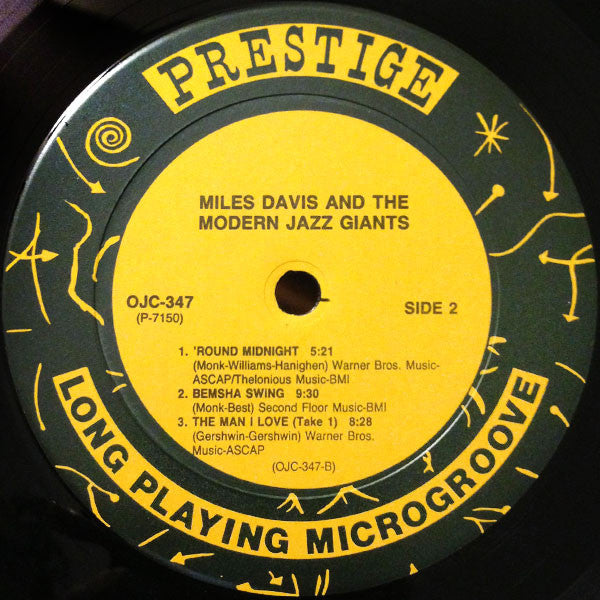 PRESTIGE
MILES DAVIS AND THE
MODERN JAZZ GIANTS
OJC-347
(P-7150)
SIDE 2
1. 'ROUND MIDNIGHT 5:21
(Monk-Williams-Hanighen) Warner Bros. Music-
ASCAP/Thelonious Music-BMI
2. BEMSHA SWING 9:30
(Monk-Best) Second Floor Music-BMI
3. THE MAN I LOVE (Take 1) 8:28
(Gershwin-Gershwin) Warner Bros.
Music-ASCAP
(OJC-347-B)
LONG PLAYING MICROGROOVE